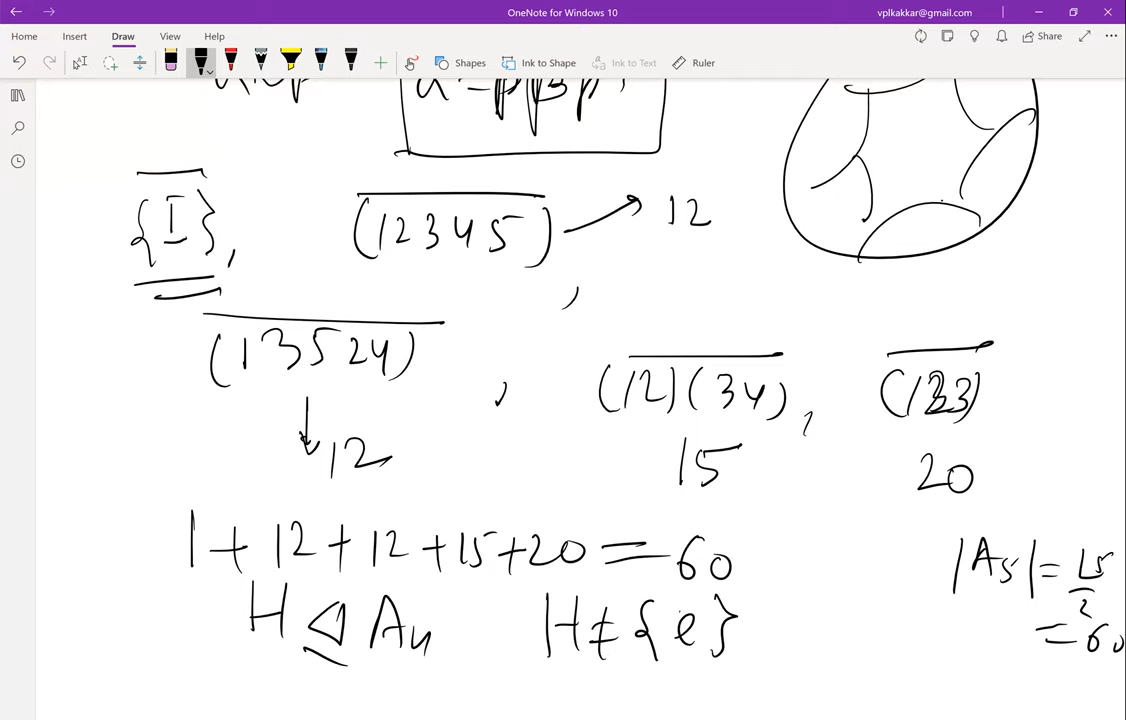 OneNote for Windows 10
vplkakkar@gmail.com
Home Insert Draw View Help
Share
Shapes Ink to Shape Ink to Text Ruler
{I}, (12345) → 12
,
(13524) , (12)(34), (123)
↓ 12 15 20
1+12+12+15+20=60
|A5|=⌊5/2
=60
H ⊴ An H≠{e}